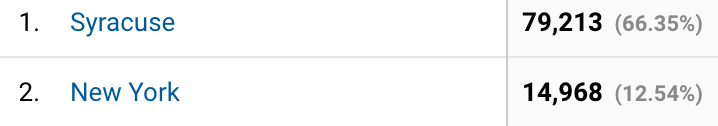 1. Syracuse 79,213 (66.35%)
2. New York 14,968 (12.54%)